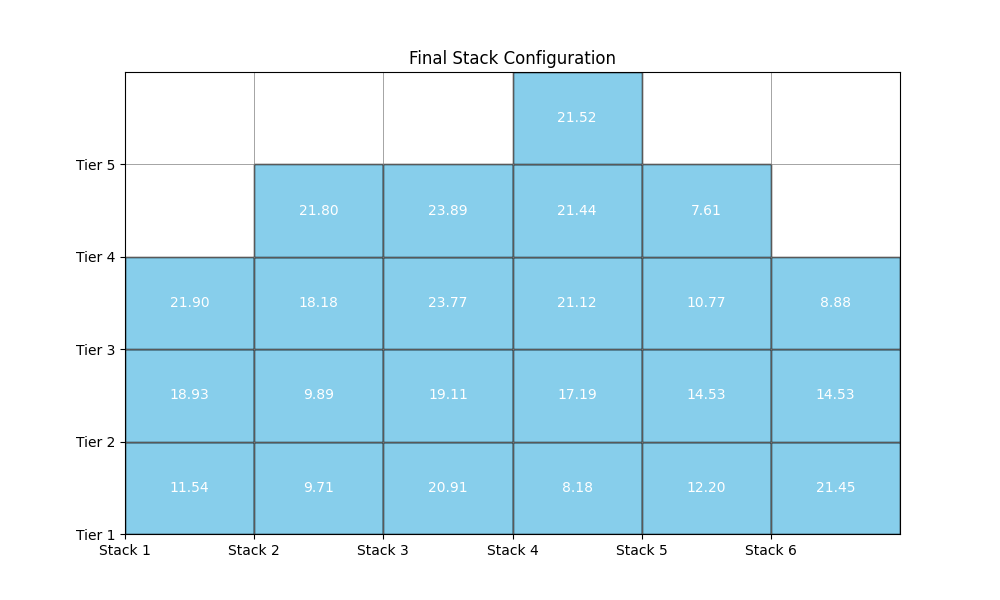 Final Stack Configuration
21.52
Tier 5
21.80 23.89 21.44 7.61
Tier 4
21.90 18.18 23.77 21.12 10.77 8.88
Tier 3
18.93 9.89 19.11 17.19 14.53 14.53
Tier 2
11.54 9.71 20.91 8.18 12.20 21.45
Tier 1
Stack 1 Stack 2 Stack 3 Stack 4 Stack 5 Stack 6